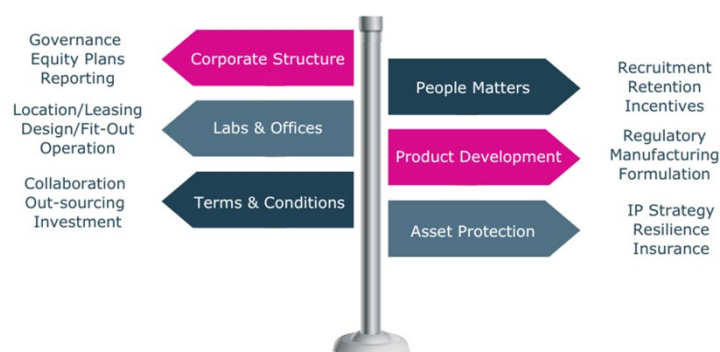 Governance
Equity Plans
Reporting
Corporate Structure
Location/Leasing
Design/Fit-Out
Operation
Labs & Offices
Collaboration
Out-sourcing
Investment
Terms & Conditions
People Matters
Recruitment
Retention
Incentives
Product Development
Regulatory
Manufacturing
Formulation
Asset Protection
IP Strategy
Resilience
Insurance